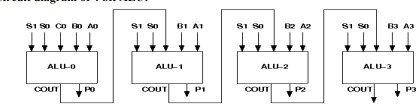 S1 S0 C0 B0 A0 S1 S0 B1 A1 S1 S0 B2 A2 S1 S0 B3 A3
ALU-0 ALU-1 ALU-2 ALU-3
COUT P0 COUT P1 COUT P2 COUT P3